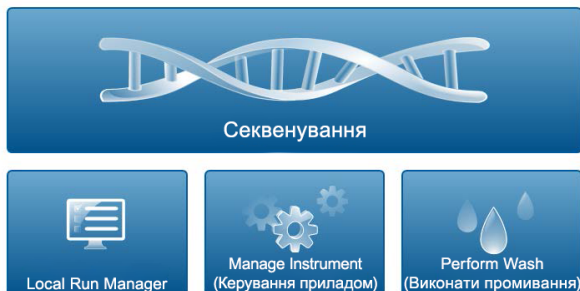 Секвенування
Local Run Manager
Manage Instrument
(Керування приладом)
Perform Wash
(Виконати промивання)